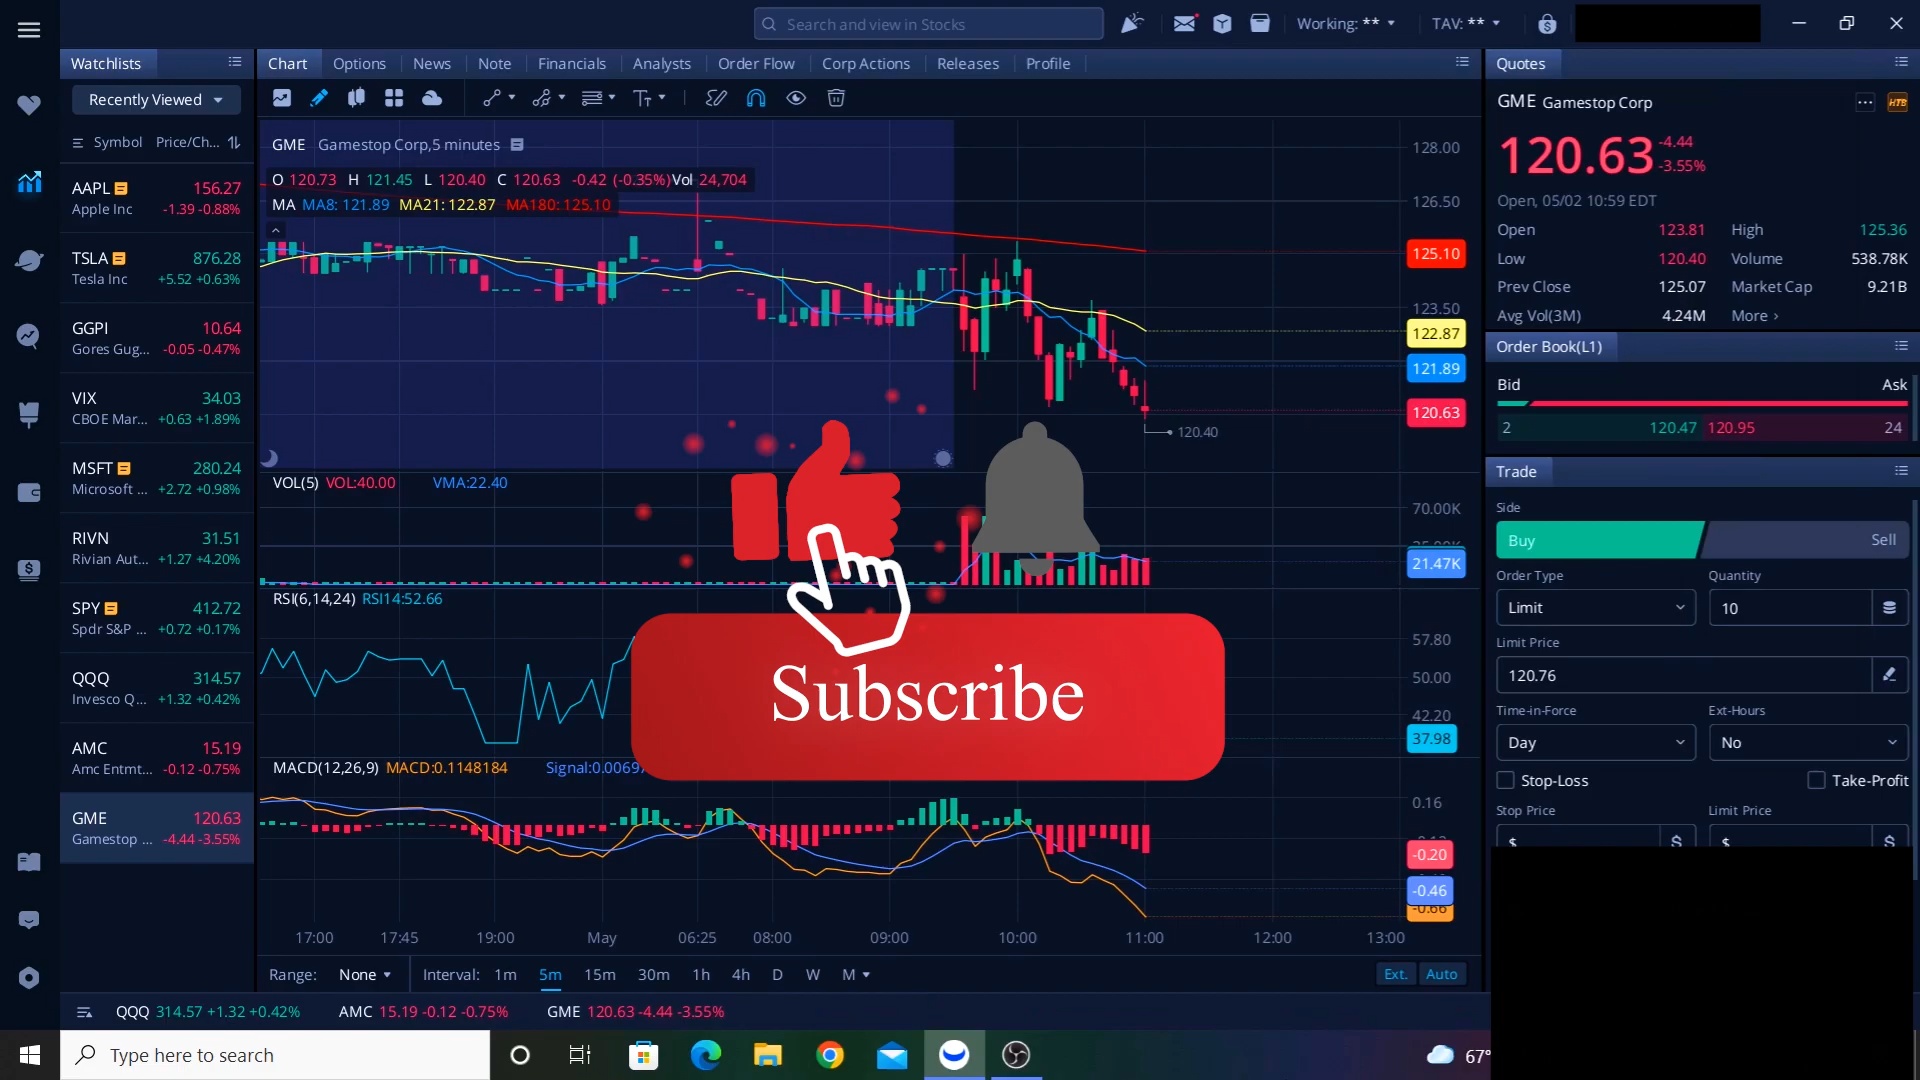 Search and view in Stocks
Working: **
TAV: **
Watchlists
Chart
Options
News
Note
Financials
Analysts
Order Flow
Corp Actions
Releases
Profile
Recently Viewed
Symbol Price/Ch...
AAPL 156.27
Apple Inc -1.39 -0.88%
TSLA 876.28
Tesla Inc +5.52 +0.63%
GGPI 10.64
Gores Gug... -0.05 -0.47%
VIX 34.03
CBOE Mar... +0.63 +1.89%
MSFT 280.24
Microsoft ... +2.72 +0.98%
RIVN 31.51
Rivian Aut... +1.27 +4.20%
SPY 412.72
Spdr S&P ... +0.72 +0.17%
QQQ 314.57
Invesco Q... +1.32 +0.42%
AMC 15.19
Amc Entmt... -0.12 -0.75%
GME 120.63
Gamestop ... -4.44 -3.55%
GME Gamestop Corp,5 minutes
O 120.73 H 121.45 L 120.40 C 120.63 -0.42 (-0.35%) Vol 24,704
MA MA8: 121.89 MA21: 122.87 MA180: 125.10
128.00
126.50
125.10
123.50
122.87
121.89
120.63
120.40
VOL(5) VOL:40.00 VMA:22.40
70.00K
21.47K
RSI(6,14,24) RSI14:52.66
57.80
50.00
42.20
37.98
Subscribe
MACD(12,26,9) MACD:0.1148184 Signal:0.0069
0.16
-0.20
-0.46
-0.66
17:00 17:45 19:00 May 06:25 08:00 09:00 10:00 11:00 12:00 13:00
Range: None Interval: 1m 5m 15m 30m 1h 4h D W M
Ext. Auto
QQQ 314.57 +1.32 +0.42% AMC 15.19 -0.12 -0.75% GME 120.63 -4.44 -3.55%
Quotes
GME Gamestop Corp
HTB
120.63 -4.44
-3.55%
Open, 05/02 10:59 EDT
Open 123.81 High 125.36
Low 120.40 Volume 538.78K
Prev Close 125.07 Market Cap 9.21B
Avg Vol(3M) 4.24M More ›
Order Book(L1)
Bid Ask
2 120.47 120.95 24
Trade
Side
Buy Sell
Order Type Quantity
Limit 10
Limit Price
120.76
Time-in-Force Ext-Hours
Day No
Stop-Loss Take-Profit
Stop Price Limit Price
$ $ $ $
Type here to search
67°